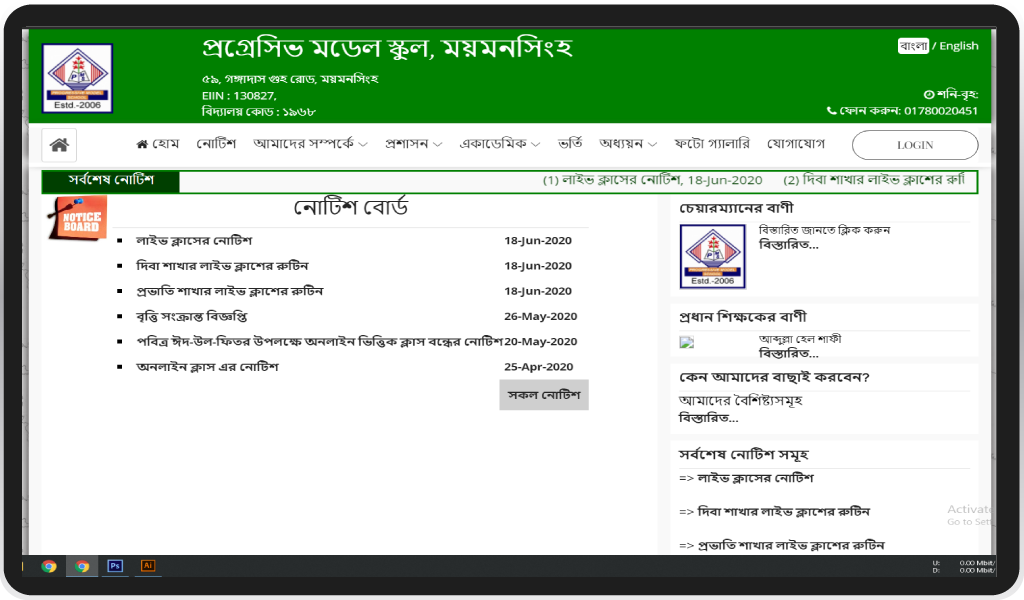 প্রগ্রেসিভ মডেল স্কুল, ময়মনসিংহ
বাংলা / English
৫৯, গঙ্গাদাস গুহ রোড, ময়মনসিংহ
EIIN : 130827,
শনি-বৃহ:
বিদ্যালয় কোড : ১৯৬৮
ফোন করুন: 01780020451
Estd.-2006
হোম নোটিশ আমাদের সম্পর্কে প্রশাসন একাডেমিক ভর্তি অধ্যয়ন ফটো গ্যালারি যোগাযোগ LOGIN
সর্বশেষ নোটিশ (1) লাইভ ক্লাসের নোটিশ, 18-Jun-2020 (2) দিবা শাখার লাইভ ক্লাশের রুটি
NOTICE BOARD
নোটিশ বোর্ড
লাইভ ক্লাসের নোটিশ 18-Jun-2020
দিবা শাখার লাইভ ক্লাশের রুটিন 18-Jun-2020
প্রভাতি শাখার লাইভ ক্লাশের রুটিন 18-Jun-2020
বৃত্তি সংক্রান্ত বিজ্ঞপ্তি 26-May-2020
পবিত্র ঈদ-উল-ফিতর উপলক্ষে অনলাইন ভিত্তিক ক্লাস বন্ধের নোটিশ 20-May-2020
অনলাইন ক্লাস এর নোটিশ 25-Apr-2020
সকল নোটিশ
চেয়ারম্যানের বাণী
বিস্তারিত জানতে ক্লিক করুন
বিস্তারিত...
Estd.-2006
প্রধান শিক্ষকের বাণী
আব্দুল্লা হেল শাফী
বিস্তারিত...
কেন আমাদের বাছাই করবেন?
আমাদের বৈশিষ্ট্যসমূহ
বিস্তারিত...
সর্বশেষ নোটিশ সমূহ
=> লাইভ ক্লাসের নোটিশ
=> দিবা শাখার লাইভ ক্লাশের রুটিন
=> প্রভাতি শাখার লাইভ ক্লাশের রুটিন
Activate
Go to Sett
Ps Ai
U: 0.00 Mbit/
D: 0.00 Mbit/